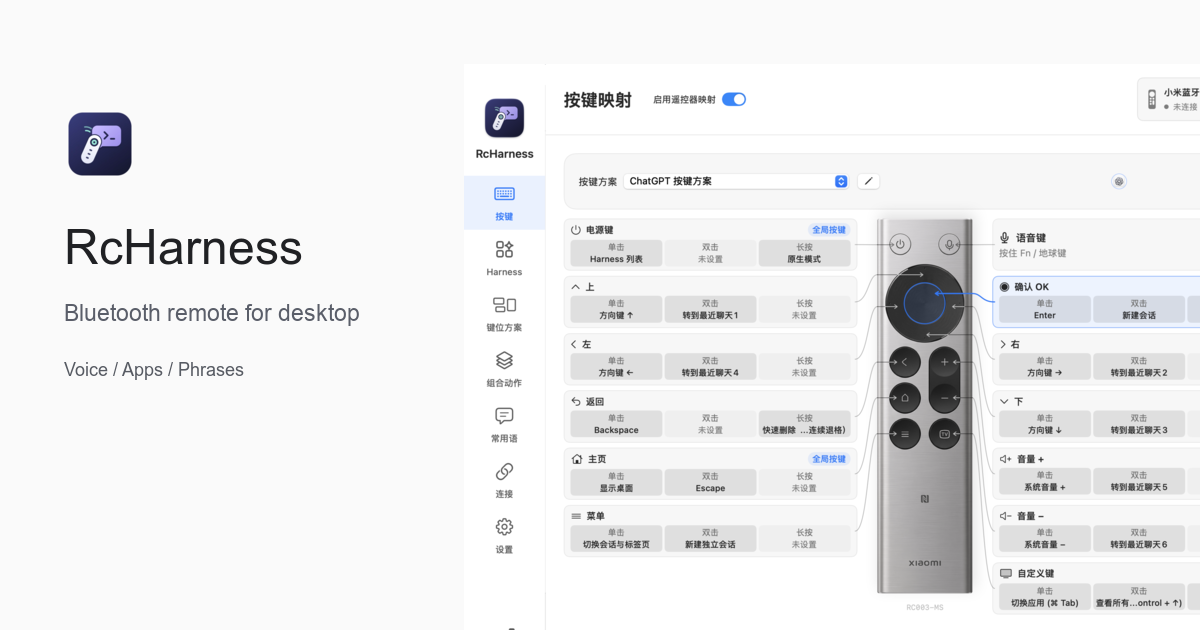 RcHarness
Bluetooth remote for desktop
Voice / Apps / Phrases
RcHarness
按键
Harness
键位方案
组合动作
常用语
连接
设置
按键映射
启用遥控器映射
小米蓝牙
未连接
按键方案
ChatGPT 按键方案
电源键
全局按键
单击
双击
长按
Harness 列表
未设置
原生模式
上
单击
双击
长按
方向键 ↑
转到最近聊天 1
未设置
左
单击
双击
长按
方向键 ←
转到最近聊天 4
未设置
返回
单击
双击
长按
Backspace
未设置
快速删除 …连续退格）
主页
全局按键
单击
双击
长按
显示桌面
Escape
未设置
菜单
单击
双击
长按
切换会话与标签页
新建独立会话
未设置
TV
xiaomi
RC003-MS
语音键
按住 Fn / 地球键
确认 OK
单击
双击
Enter
新建会话
右
单击
双击
方向键 →
转到最近聊天 2
下
单击
双击
方向键 ↓
转到最近聊天 3
音量 +
单击
双击
系统音量 +
转到最近聊天 5
音量 −
单击
双击
系统音量 −
转到最近聊天 6
自定义键
单击
双击
切换应用 (⌘ Tab)
查看所有…ontrol + ↑)